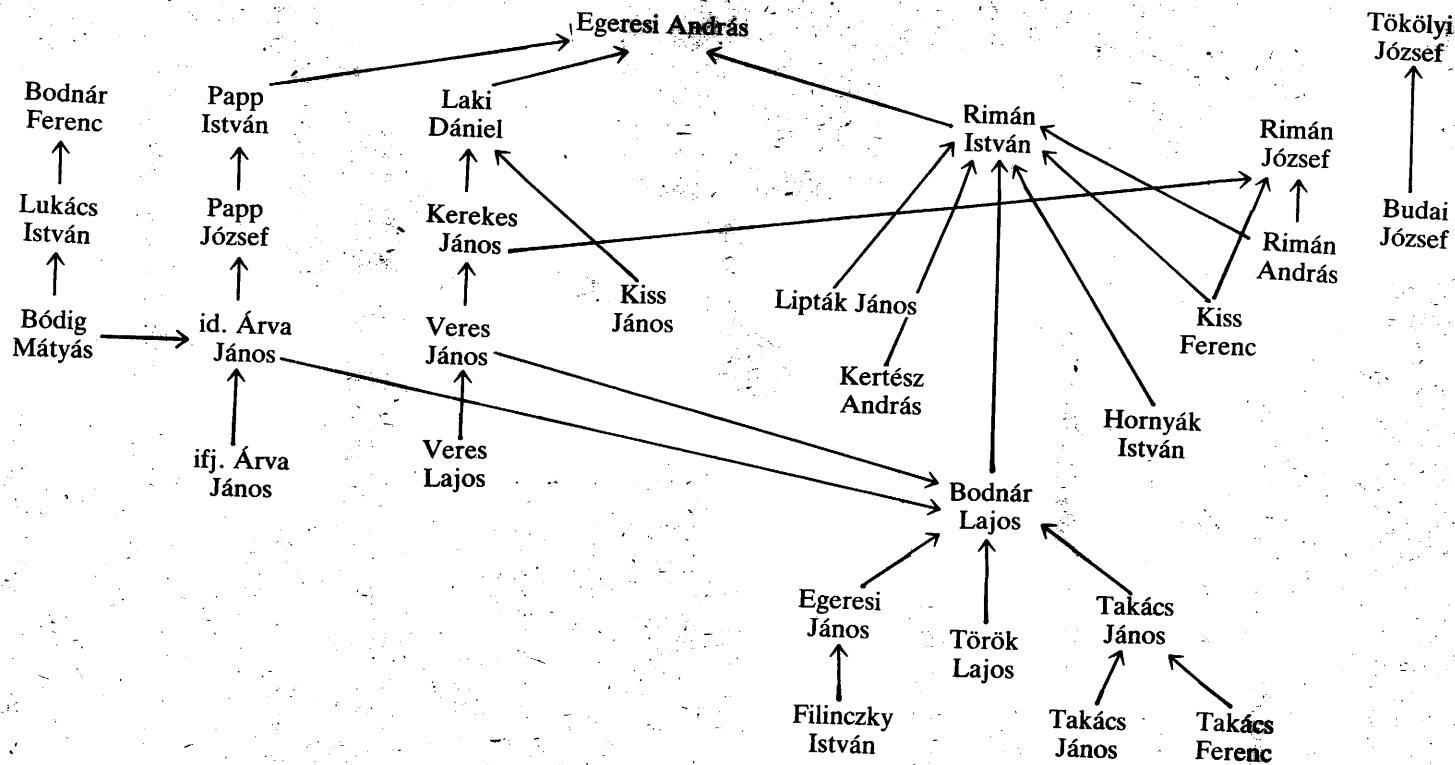 Egeresi András
Tökölyi
József
Bodnár
Ferenc
Papp
István
Laki
Dániel
Rimán
István
Rimán
József
Lukács
István
Papp
József
Kerekes
János
Budai
József
Rimán
András
Bódig
Mátyás
id. Árva
János
Veres
János
Kiss
János
Lipták János
Kiss
Ferenc
Kertész
András
Hornyák
István
ifj. Árva
János
Veres
Lajos
Bodnár
Lajos
Egeresi
János
Török
Lajos
Takács
János
Filinczky
István
Takács
János
Takács
Ferenc